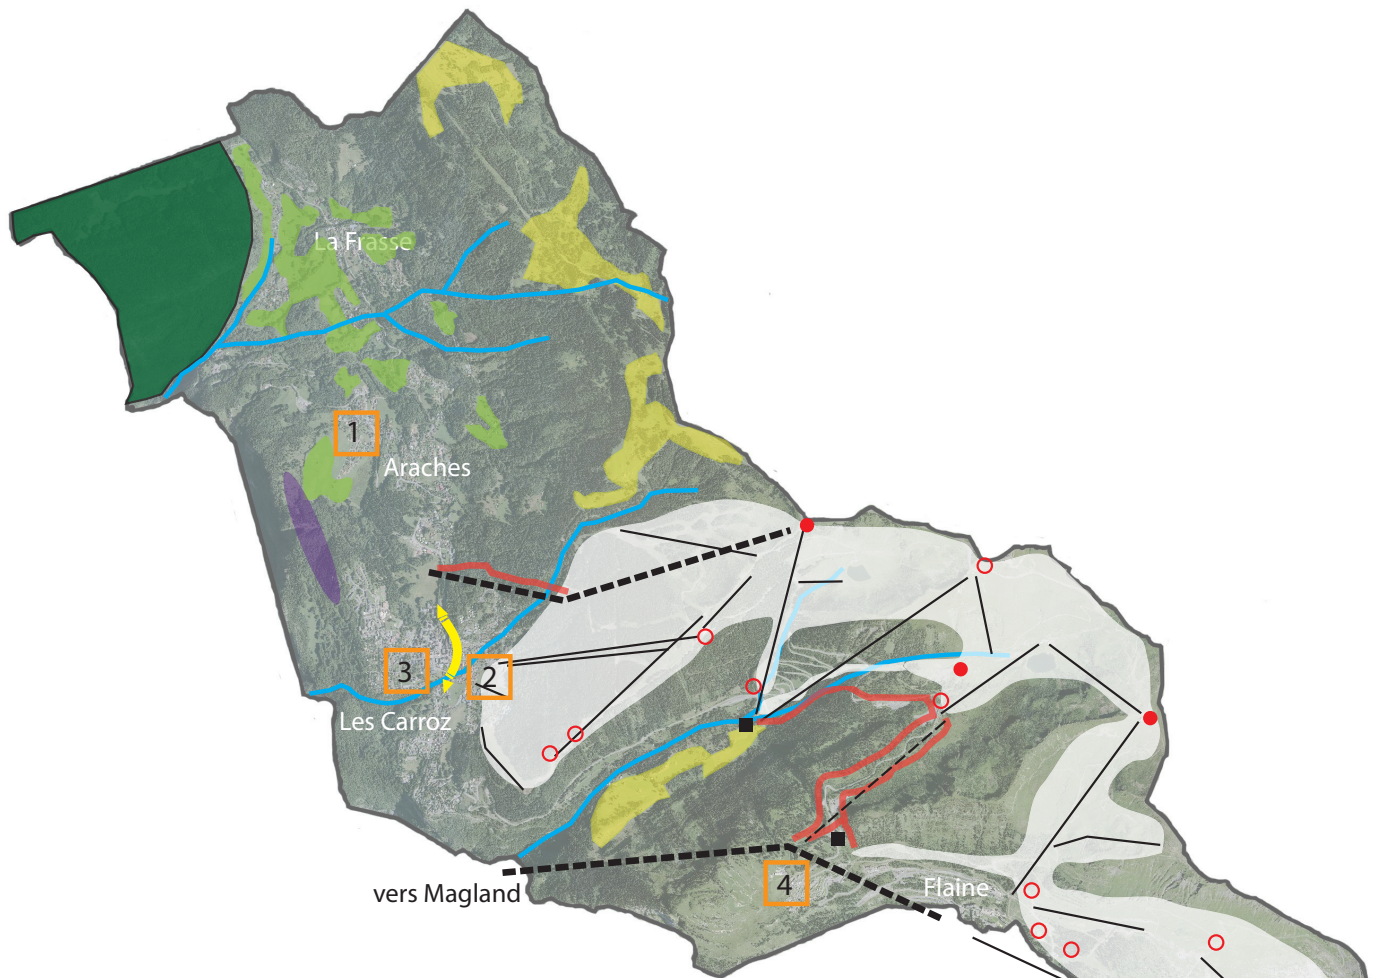 La Frasse
1
Araches
3
2
Les Carroz
4
Flaine
vers Magland